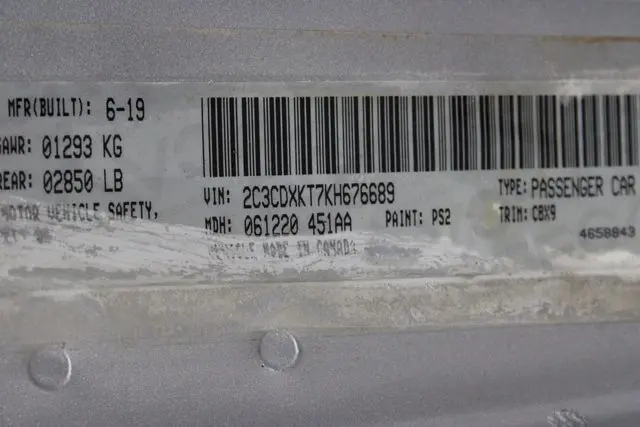 MFR(BUILT): 6-19
GAWR: 01293 KG
REAR: 02850 LB
MOTOR VEHICLE SAFETY,
VIN: 2C3CDXKT7KH676689
TYPE: PASSENGER CAR
MDH: 061220 451AA
PAINT: PS2
TRIM: CBX9
VEHICLE MADE IN CANADA
4658843